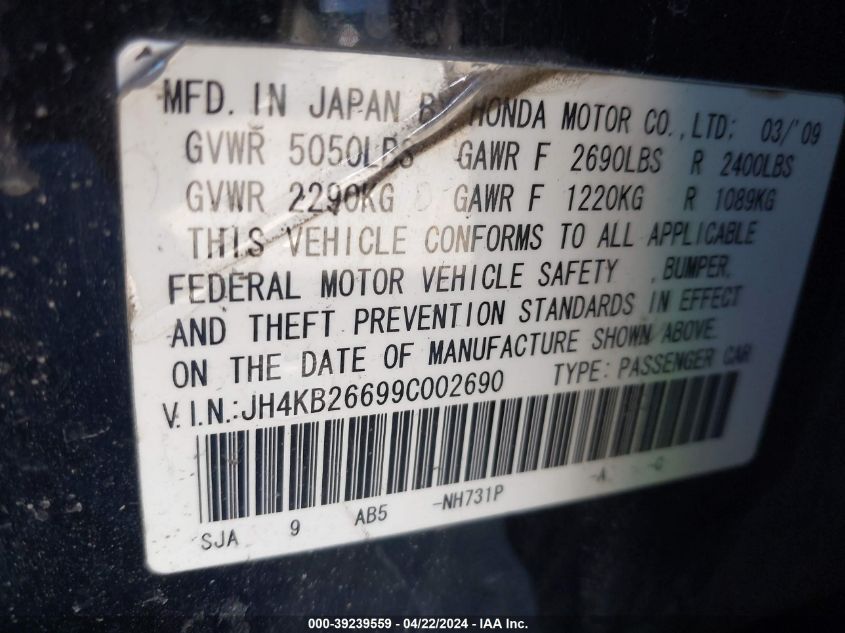 MFD. IN JAPAN BY HONDA MOTOR CO., LTD: 03/'09
GVWR 5050LBS GAWR F 2690LBS R 2400LBS
GVWR 2290KG GAWR F 1220KG R 1089KG
THIS VEHICLE CONFORMS TO ALL APPLICABLE
FEDERAL MOTOR VEHICLE SAFETY , BUMPER,
AND THEFT PREVENTION STANDARDS IN EFFECT
ON THE DATE OF MANUFACTURE SHOWN ABOVE.
V.I.N.:JH4KB26699C002690 TYPE: PASSENGER CAR
SJA 9 AB5 -NH731P -A -C
000-39239559 - 04/22/2024 - IAA Inc.